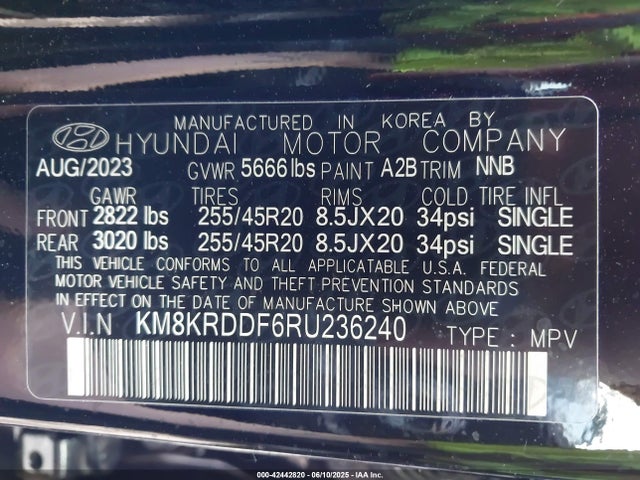 MANUFACTURED IN KOREA BY
HYUNDAI MOTOR COMPANY
AUG/2023 GVWR 5666 lbs PAINT A2B TRIM NNB
GAWR TIRES RIMS COLD TIRE INFL
FRONT 2822 lbs 255/45R20 8.5JX20 34psi SINGLE
REAR 3020 lbs 255/45R20 8.5JX20 34psi SINGLE
THIS VEHICLE CONFORMS TO ALL APPLICABLE U.S.A. FEDERAL
MOTOR VEHICLE SAFETY AND THEFT PREVENTION STANDARDS
IN EFFECT ON THE DATE OF MANUFACTURE SHOWN ABOVE
V.I.N KM8KRDDF6RU236240 TYPE : MPV
000-42442820 06/10/2025 IAA Inc.